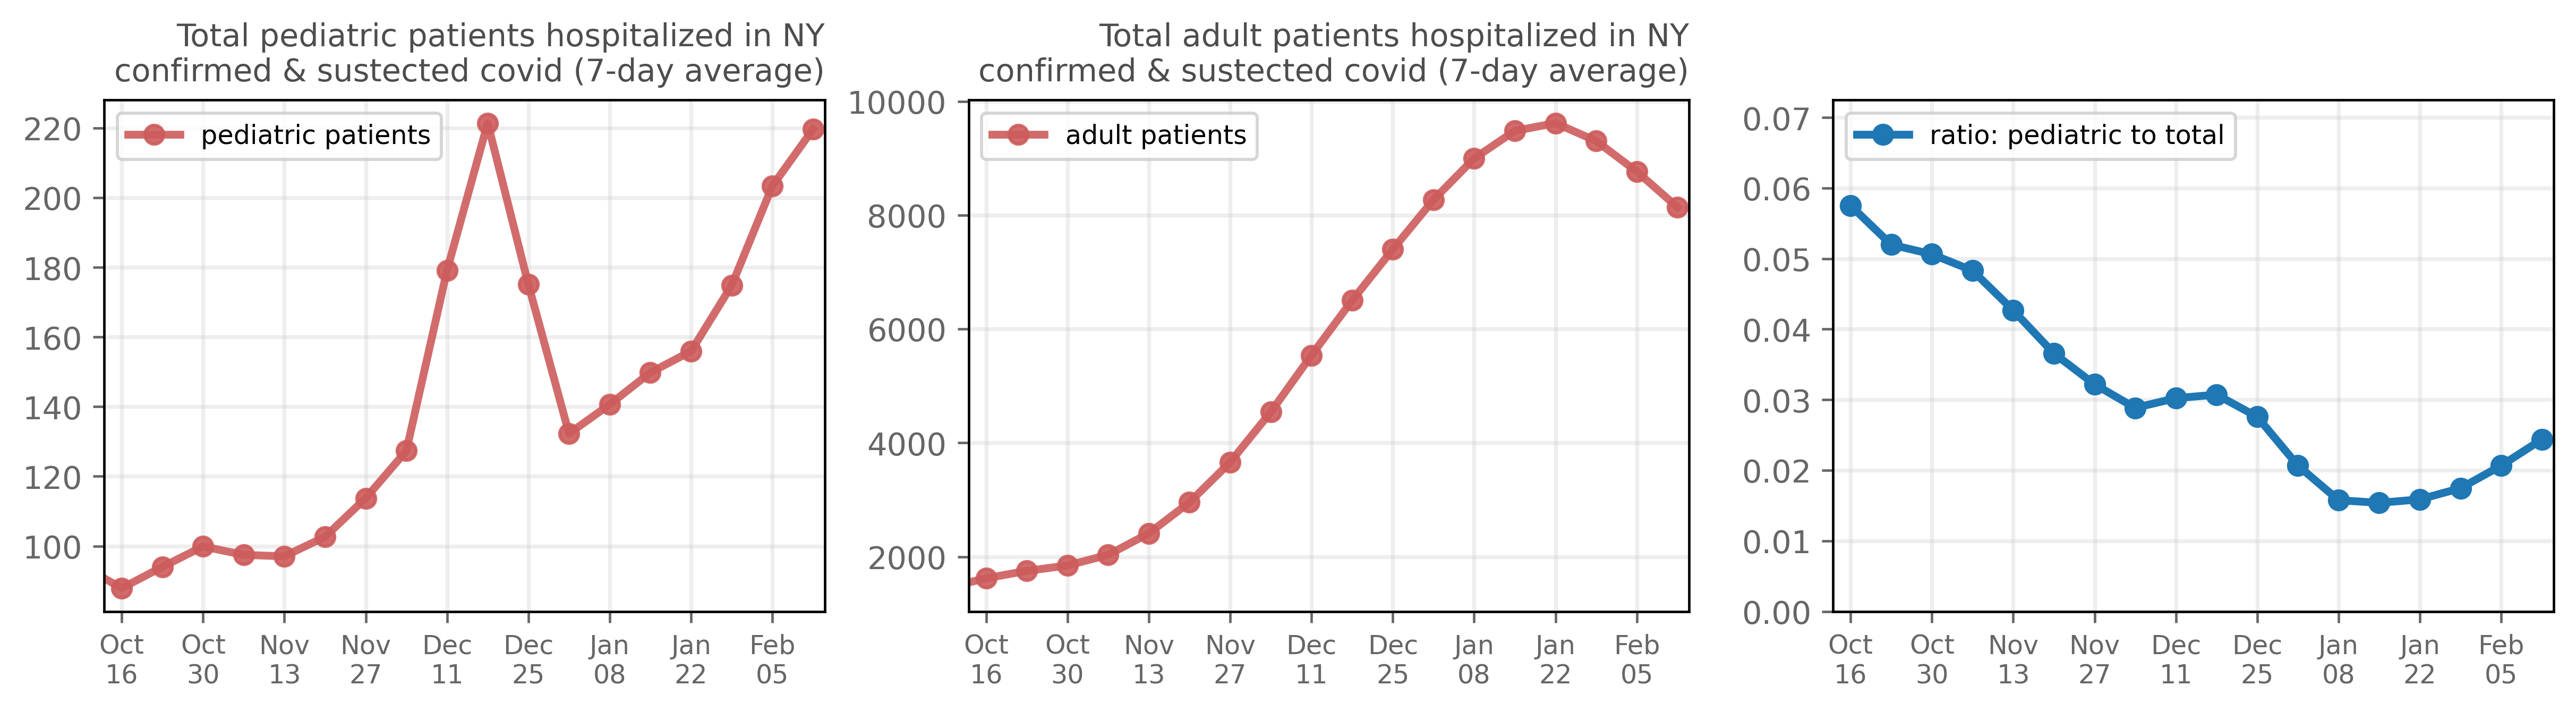 Total pediatric patients hospitalized in NY
confirmed & sustected covid (7-day average)
pediatric patients
220
200
180
160
140
120
100
Oct
16
Oct
30
Nov
13
Nov
27
Dec
11
Dec
25
Jan
08
Jan
22
Feb
05
Total adult patients hospitalized in NY
confirmed & sustected covid (7-day average)
adult patients
10000
8000
6000
4000
2000
Oct
16
Oct
30
Nov
13
Nov
27
Dec
11
Dec
25
Jan
08
Jan
22
Feb
05
ratio: pediatric to total
0.07
0.06
0.05
0.04
0.03
0.02
0.01
0.00
Oct
16
Oct
30
Nov
13
Nov
27
Dec
11
Dec
25
Jan
08
Jan
22
Feb
05